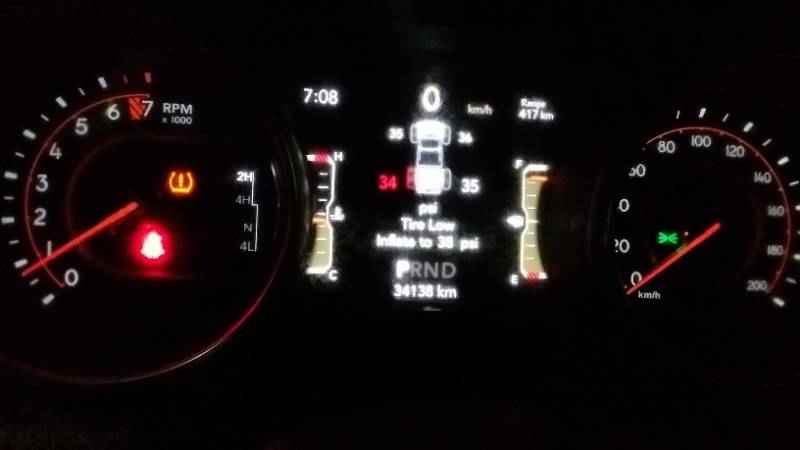 6 7 RPM
x 1000
5
4
3
2
1
0
2H
4H
N
4L
7:08
0 km/h
Range
417 km
35 36
34 35
psi
Tire Low
Inflate to 38 psi
PRND
34138 km
H
C
F
E
0
20
80
100
120
140
160
180
200
km/h